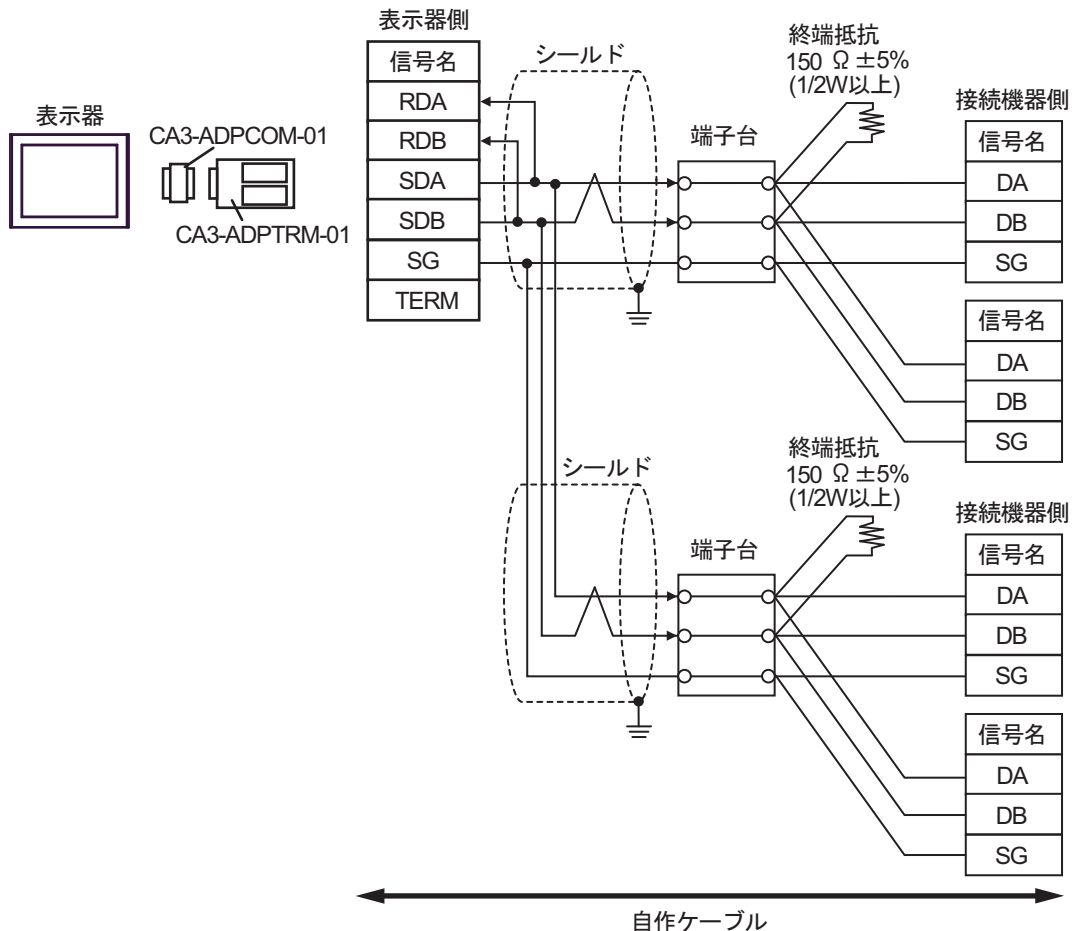 表示器
CA3-ADPCOM-01
CA3-ADPTRM-01
表示器側
信号名
RDA
RDB
SDA
SDB
SG
TERM
シールド
端子台
終端抵抗
150 Ω ±5%
(1/2W以上)
接続機器側
信号名
DA
DB
SG
信号名
DA
DB
SG
シールド
端子台
終端抵抗
150 Ω ±5%
(1/2W以上)
接続機器側
信号名
DA
DB
SG
信号名
DA
DB
SG
自作ケーブル